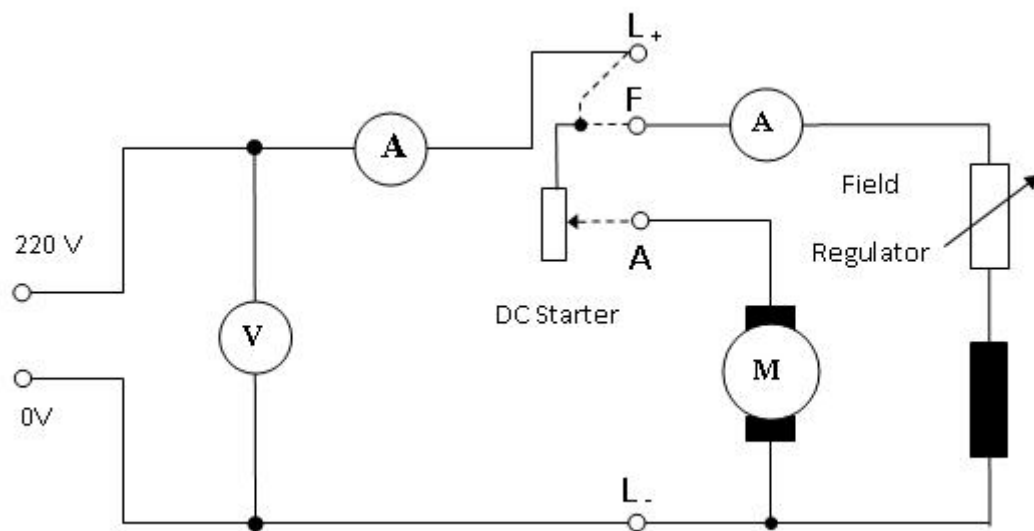 L +
F
A
A
Field
Regulator
220 V
A
DC Starter
V
M
0V
L -